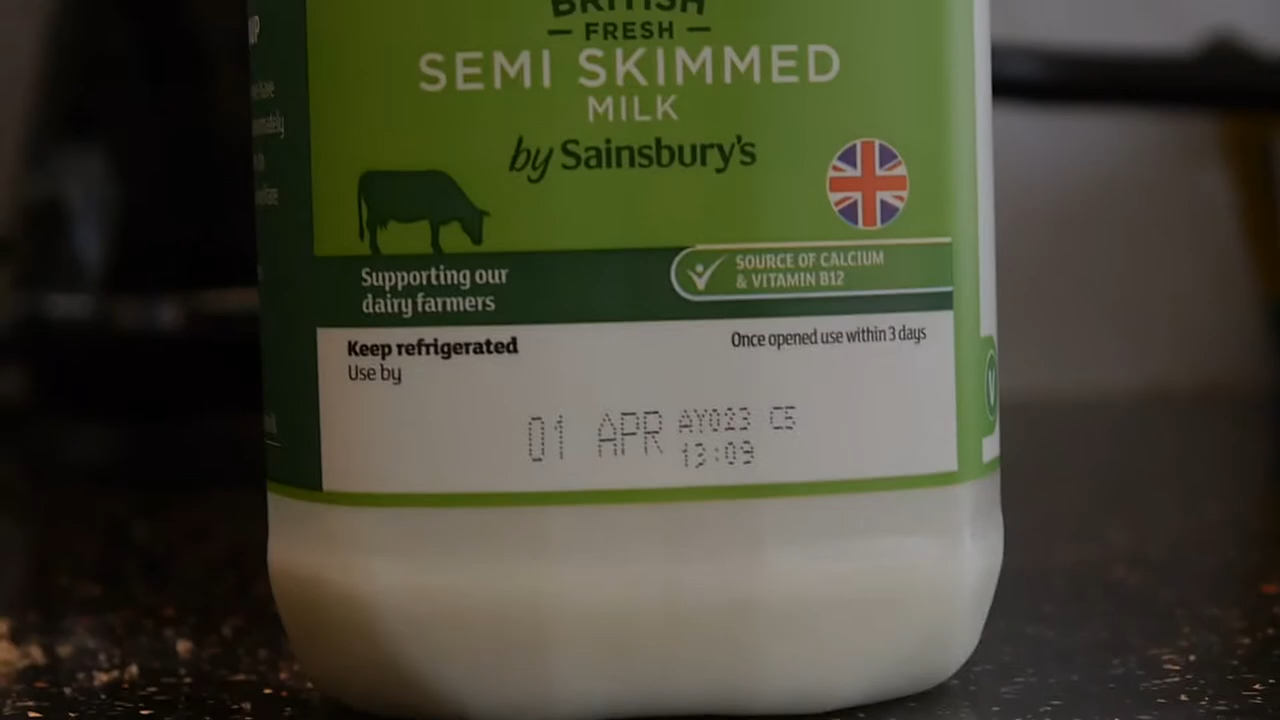 BRITISH
— FRESH —
SEMI SKIMMED
MILK
by Sainsbury's
Supporting our
dairy farmers
SOURCE OF CALCIUM
& VITAMIN B12
Keep refrigerated
Once opened use within 3 days
Use by
01 APR AY023 C5
13:09
V